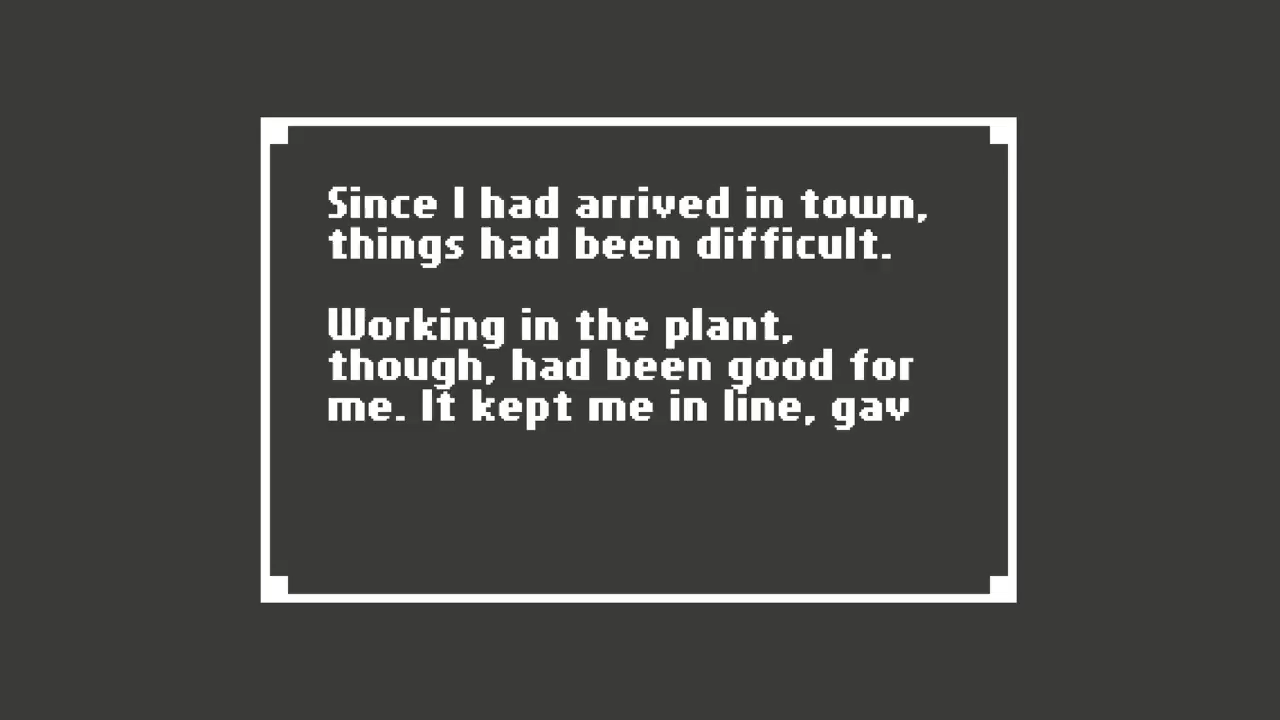 Since I had arrived in town,
things had been difficult.
Working in the plant,
though, had been good for
me. It kept me in line, gav